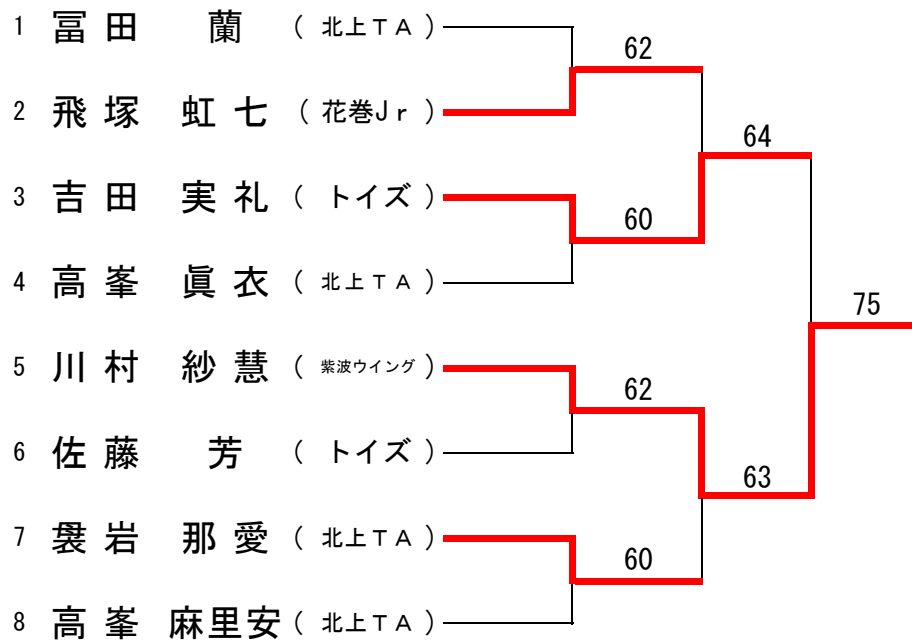 1 冨田 蘭 (北上TA)
62
2 飛塚 虹七 (花巻Jr)
64
3 吉田 実礼 (トイズ)
60
4 高峯 眞衣 (北上TA)
75
5 川村 紗慧 (紫波ウイング)
62
6 佐藤 芳 (トイズ)
63
7 袰岩 那愛 (北上TA)
60
8 高峯 麻里安 (北上TA)